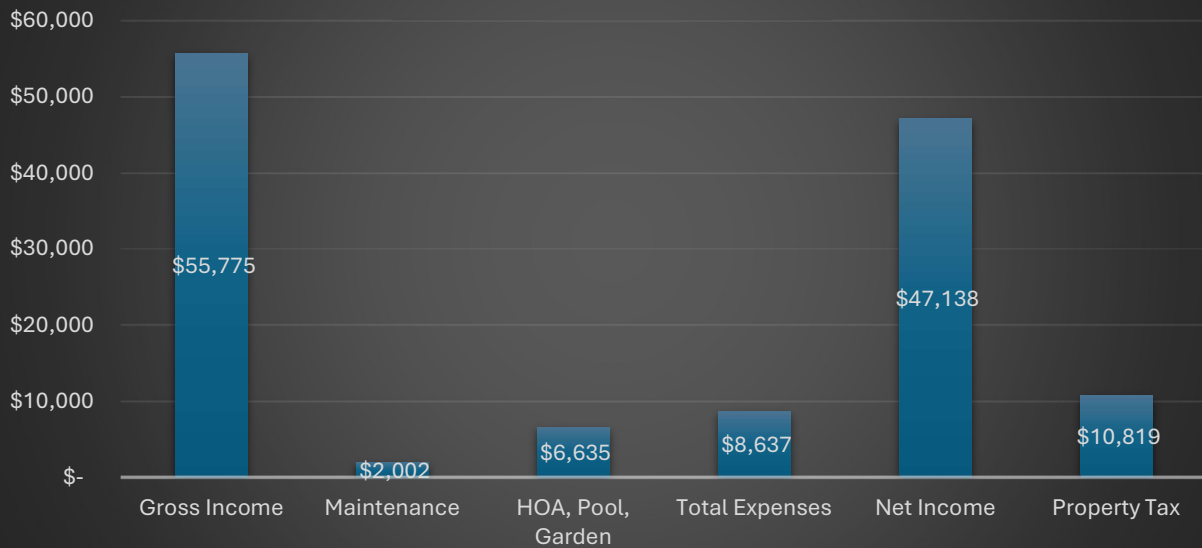 $60,000
$50,000
$40,000
$30,000
$20,000
$10,000
$-
$55,775
$2,002
$6,635
$8,637
$47,138
$10,819
Gross Income
Maintenance
HOA, Pool,
Garden
Total Expenses
Net Income
Property Tax